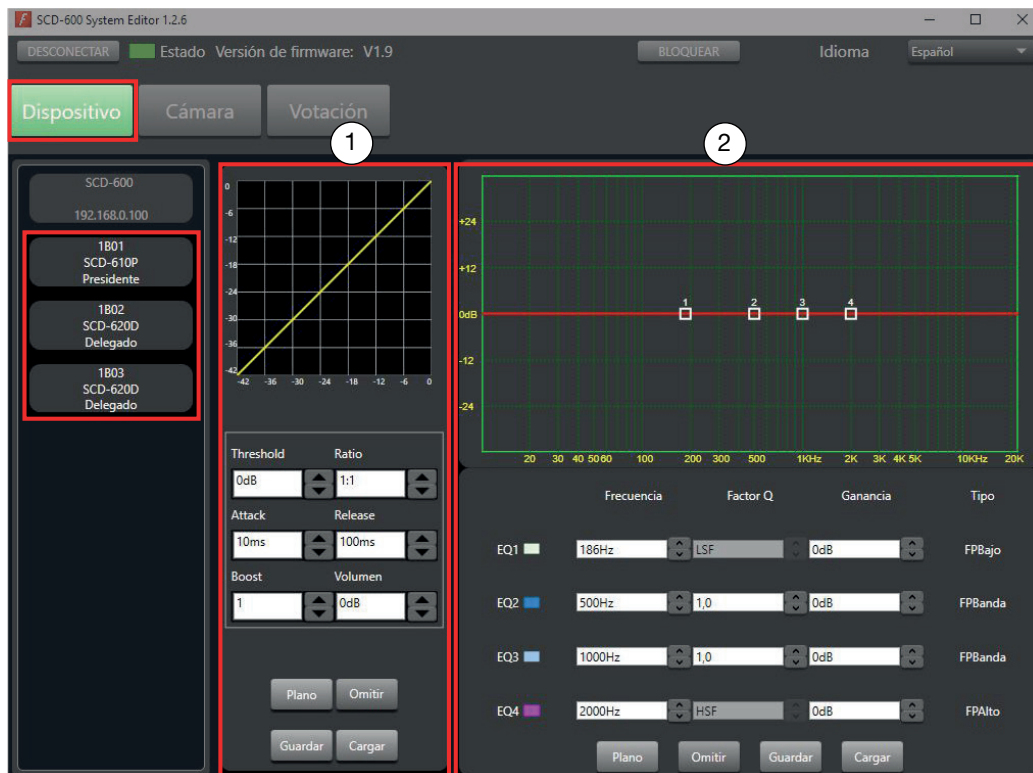 SCD-600 System Editor 1.2.6
DESCONECTAR Estado Versión de firmware: V1.9 BLOQUEAR Idioma Español
Dispositivo Cámara Votación
1
2
SCD-600
192.168.0.100
1B01
SCD-610P
Presidente
1B02
SCD-620D
Delegado
1B03
SCD-620D
Delegado
0
-6
-12
-18
-24
-30
-36
-42
-42 -36 -30 -24 -18 -12 -6 0
Threshold Ratio
0dB 1:1
Attack Release
10ms 100ms
Boost Volumen
1 0dB
Plano Omitir
Guardar Cargar
+24
+12
0dB
-12
-24
1 2 3 4
20 30 40 50 60 100 200 300 500 1KHz 2K 3K 4K 5K 10KHz 20K
Frecuencia Factor Q Ganancia Tipo
EQ1 186Hz LSF 0dB FPBajo
EQ2 500Hz 1,0 0dB FPBanda
EQ3 1000Hz 1,0 0dB FPBanda
EQ4 2000Hz HSF 0dB FPAlto
Plano Omitir Guardar Cargar